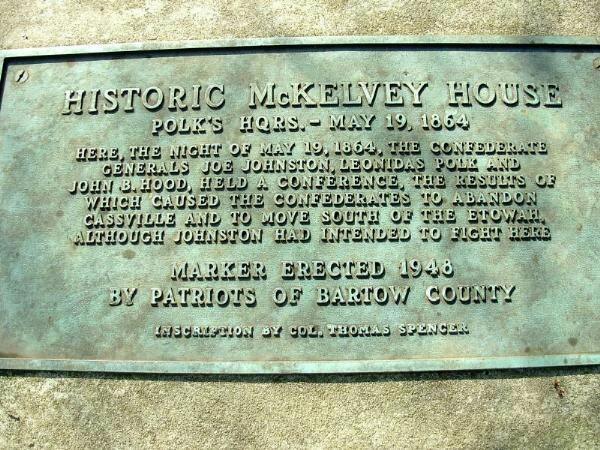 HISTORIC McKELVEY HOUSE
POLK'S HQRS. - MAY 19, 1864
HERE, THE NIGHT OF MAY 19, 1864, THE CONFEDERATE
GENERALS JOE JOHNSTON, LEONIDAS POLK AND
JOHN B. HOOD, HELD A CONFERENCE, THE RESULTS OF
WHICH CAUSED THE CONFEDERATES TO ABANDON
CASSVILLE AND TO MOVE SOUTH OF THE ETOWAH,
ALTHOUGH JOHNSTON HAD INTENDED TO FIGHT HERE
MARKER ERECTED 1948
BY PATRIOTS OF BARTOW COUNTY
INSCRIPTION BY COL. THOMAS SPENCER